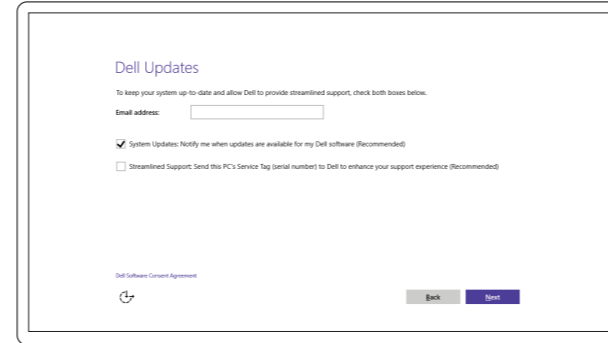 Dell Updates
To keep your system up-to-date and allow Dell to provide streamlined support, check both boxes below.
Email address:
System Updates: Notify me when updates are available for my Dell software (Recommended)
Streamlined Support: Send this PC's Service Tag (serial number) to Dell to enhance your support experience (Recommended)
Dell Software Consent Agreement
Back Next